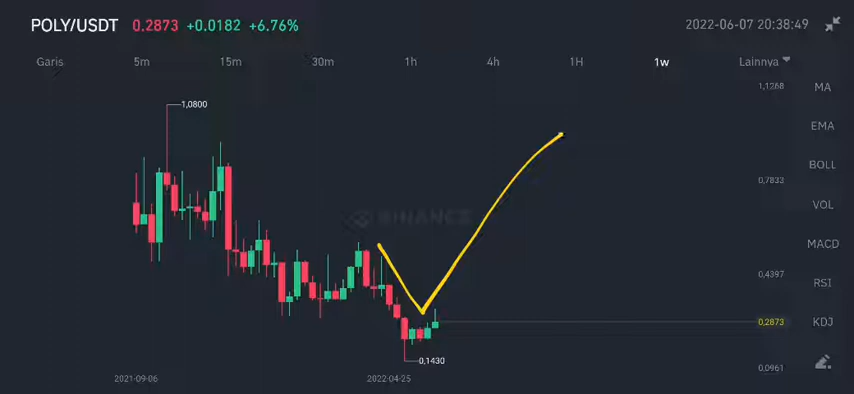 POLY/USDT 0.2873 +0.0182 +6.76% 2022-06-07 20:38:49
Garis 5m 15m 30m 1h 4h 1H 1w Lainnya
1,1268 MA
1,0800
EMA
BOLL
0,7833
VOL
BINANCE
MACD
0,4397
RSI
0,2873 KDJ
0,1430
0,0961
2021-09-06 2022-04-25